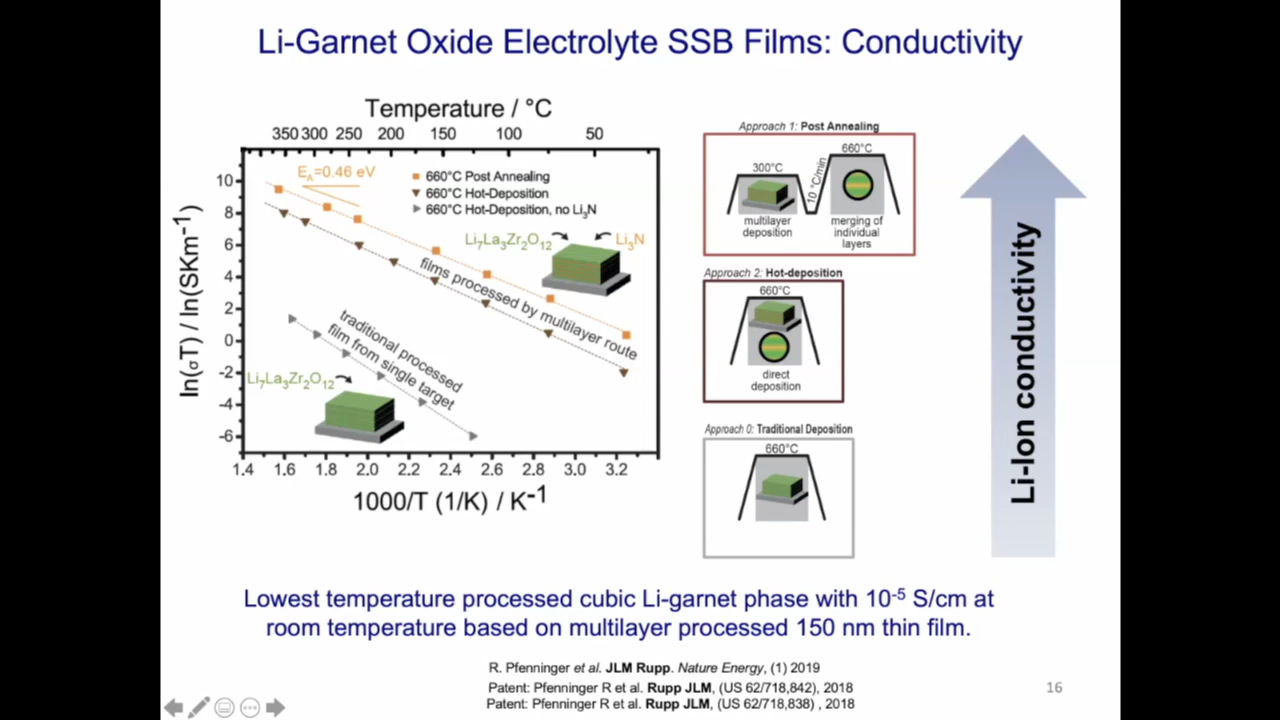 Li-Garnet Oxide Electrolyte SSB Films: Conductivity
Temperature / °C
350 300 250 200 150 100 50
ln(σT) / ln(SKm⁻¹)
10
8
6
4
2
0
-2
-4
-6
E_A=0.46 eV
660°C Post Annealing
660°C Hot-Deposition
660°C Hot-Deposition, no Li₃N
Li₇La₃Zr₂O₁₂
Li₃N
films processed by multilayer route
traditional processed
film from single target
Li₇La₃Zr₂O₁₂
1.4 1.6 1.8 2.0 2.2 2.4 2.6 2.8 3.0 3.2
1000/T (1/K) / K⁻¹
Approach 1: Post Annealing
300°C
10 °C/min
660°C
multilayer
deposition
merging of
individual
layers
Approach 2: Hot-deposition
660°C
direct
deposition
Approach 0: Traditional Deposition
660°C
Li-Ion conductivity
Lowest temperature processed cubic Li-garnet phase with 10⁻⁵ S/cm at
room temperature based on multilayer processed 150 nm thin film.
R. Pfenninger et al. JLM Rupp. Nature Energy, (1) 2019
Patent: Pfenninger R et al. Rupp JLM, (US 62/718,842), 2018
Patent: Pfenninger R et al. Rupp JLM, (US 62/718,838) , 2018
16